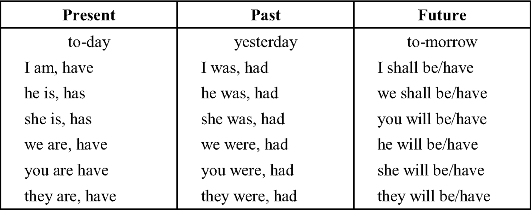 Present Past Future
to-day yesterday to-morrow
I am, have I was, had I shall be/have
he is, has he was, had we shall be/have
she is, has she was, had you will be/have
we are, have we were, had he will be/have
you are have you were, had she will be/have
they are, have they were, had they will be/have